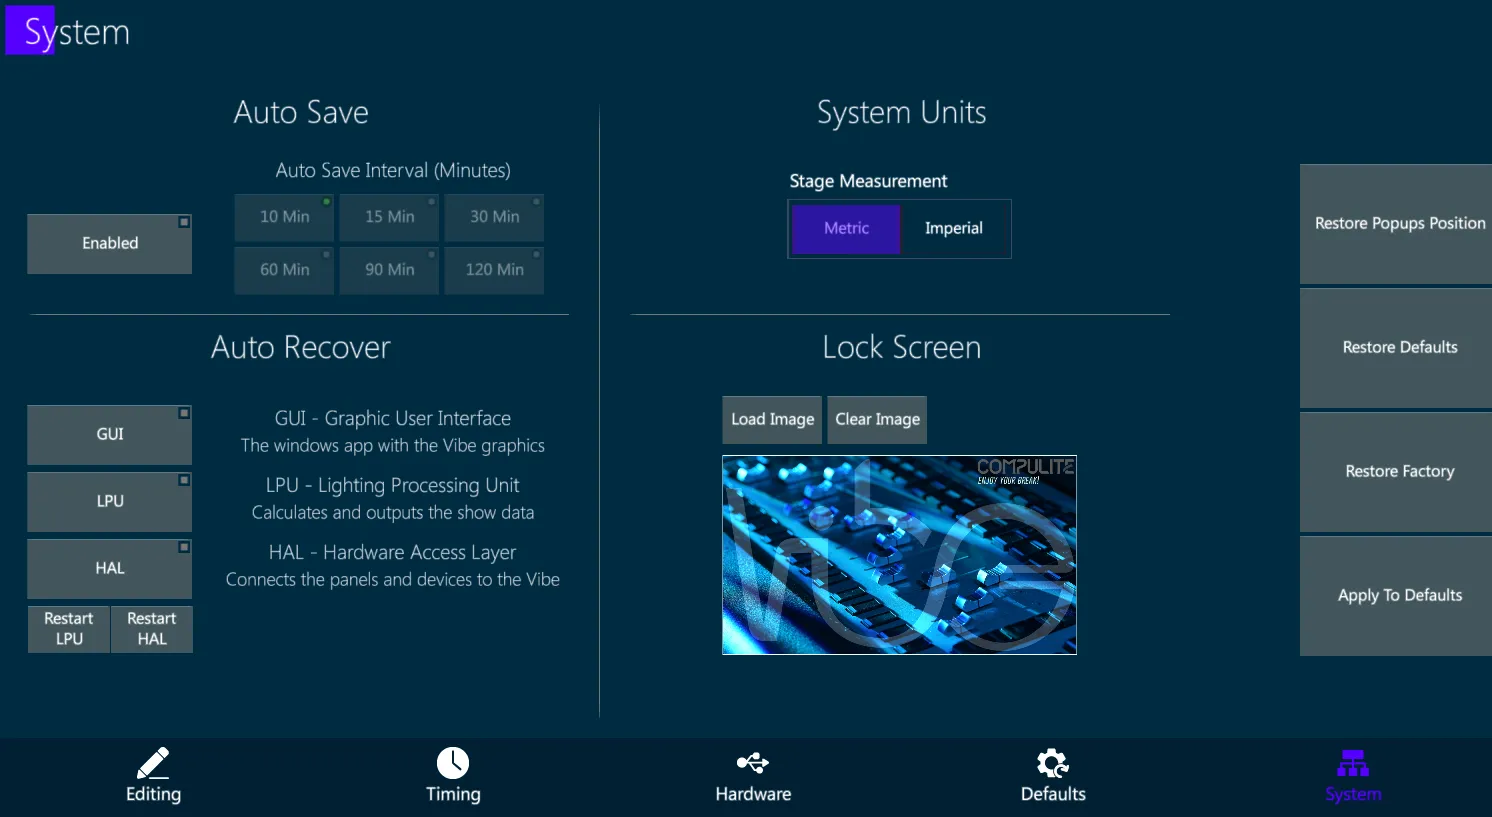 System
Auto Save
Auto Save Interval (Minutes)
Enabled
10 Min
15 Min
30 Min
60 Min
90 Min
120 Min
System Units
Stage Measurement
Metric
Imperial
Auto Recover
GUI
LPU
HAL
Restart
LPU
Restart
HAL
GUI - Graphic User Interface
The windows app with the Vibe graphics
LPU - Lighting Processing Unit
Calculates and outputs the show data
HAL - Hardware Access Layer
Connects the panels and devices to the Vibe
Lock Screen
Load Image
Clear Image
COMPULITE
ENJOY YOUR BREAK!
Vibe
Restore Popups Position
Restore Defaults
Restore Factory
Apply To Defaults
Editing
Timing
Hardware
Defaults
System